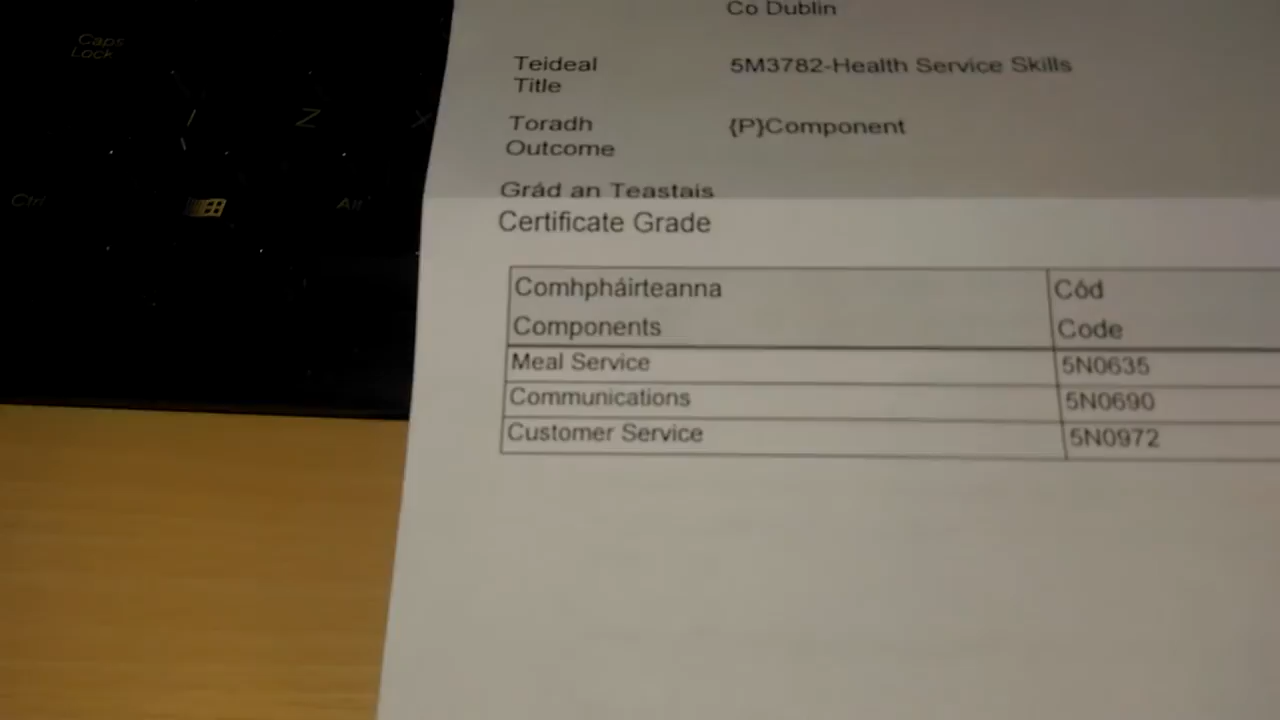 Caps
Lock
Z
X
Ctrl
Alt
Co Dublin
Teideal
Title
5M3782-Health Service Skills
Toradh
Outcome
{P}Component
Grád an Teastais
Certificate Grade
Comhpháirteanna
Components
Cód
Code
Meal Service 5N0635
Communications 5N0690
Customer Service 5N0972